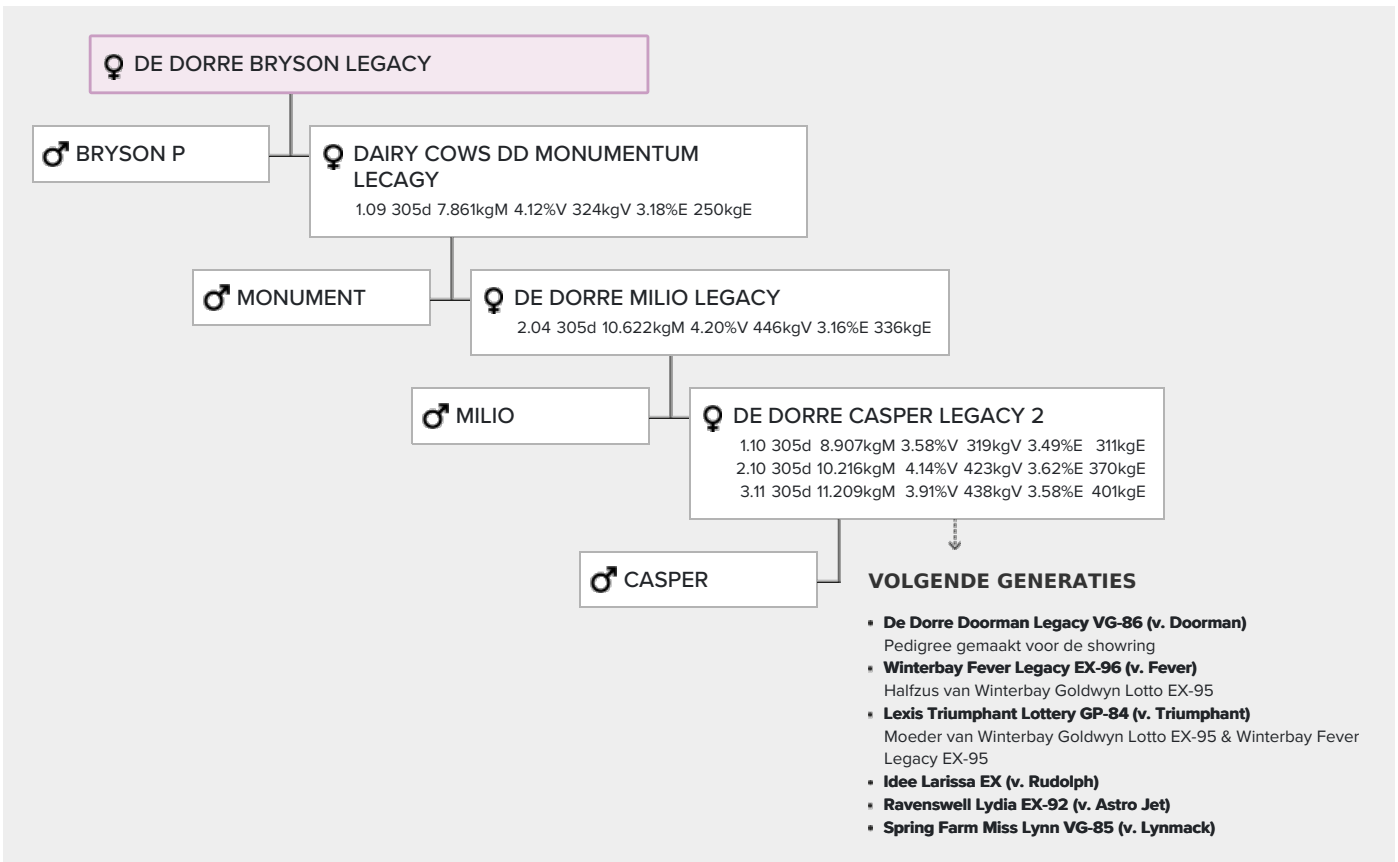 DE DORRE BRYSON LEGACY
BRYSON P
DAIRY COWS DD MONUMENTUM
LECAGY
1.09 305d 7.861kgM 4.12%V 324kgV 3.18%E 250kgE
MONUMENT
DE DORRE MILIO LEGACY
2.04 305d 10.622kgM 4.20%V 446kgV 3.16%E 336kgE
MILIO
DE DORRE CASPER LEGACY 2
1.10 305d 8.907kgM 3.58%V 319kgV 3.49%E 311kgE
2.10 305d 10.216kgM 4.14%V 423kgV 3.62%E 370kgE
3.11 305d 11.209kgM 3.91%V 438kgV 3.58%E 401kgE
CASPER
VOLGENDE GENERATIES
De Dorre Doorman Legacy VG-86 (v. Doorman)
Pedigree gemaakt voor de showring
Winterbay Fever Legacy EX-96 (v. Fever)
Halfzus van Winterbay Goldwyn Lotto EX-95
Lexis Triumphant Lottery GP-84 (v. Triumphant)
Moeder van Winterbay Goldwyn Lotto EX-95 & Winterbay Fever
Legacy EX-95
Idee Larissa EX (v. Rudolph)
Ravenswell Lydia EX-92 (v. Astro Jet)
Spring Farm Miss Lynn VG-85 (v. Lynmack)